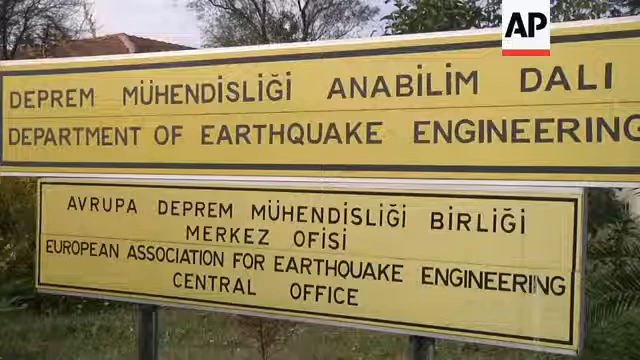 AP
DEPREM MÜHENDİSLİĞİ ANABİLİM DALI
DEPARTMENT OF EARTHQUAKE ENGINEERING
AVRUPA DEPREM MÜHENDİSLİĞİ BİRLİĞİ
MERKEZ OFİSİ
EUROPEAN ASSOCIATION FOR EARTHQUAKE ENGINEERING
CENTRAL OFFICE